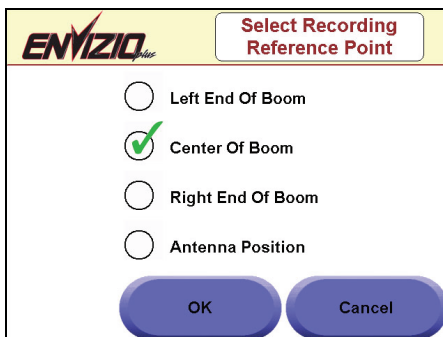 ENVIZIO plus
Select Recording
Reference Point
Left End Of Boom
Center Of Boom
Right End Of Boom
Antenna Position
OK
Cancel